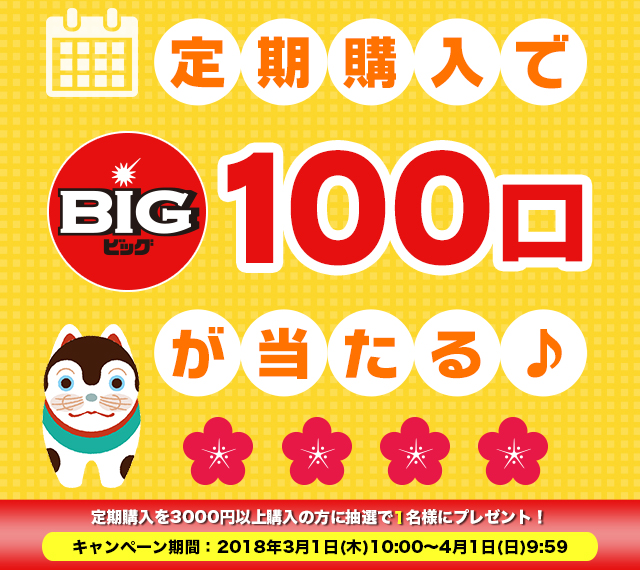 定期購入で
BIG
ビッグ
100口
が当たる♪
定期購入を3000円以上購入の方に抽選で1名様にプレゼント！
キャンペーン期間：2018年3月1日(木)10:00～4月1日(日)9:59